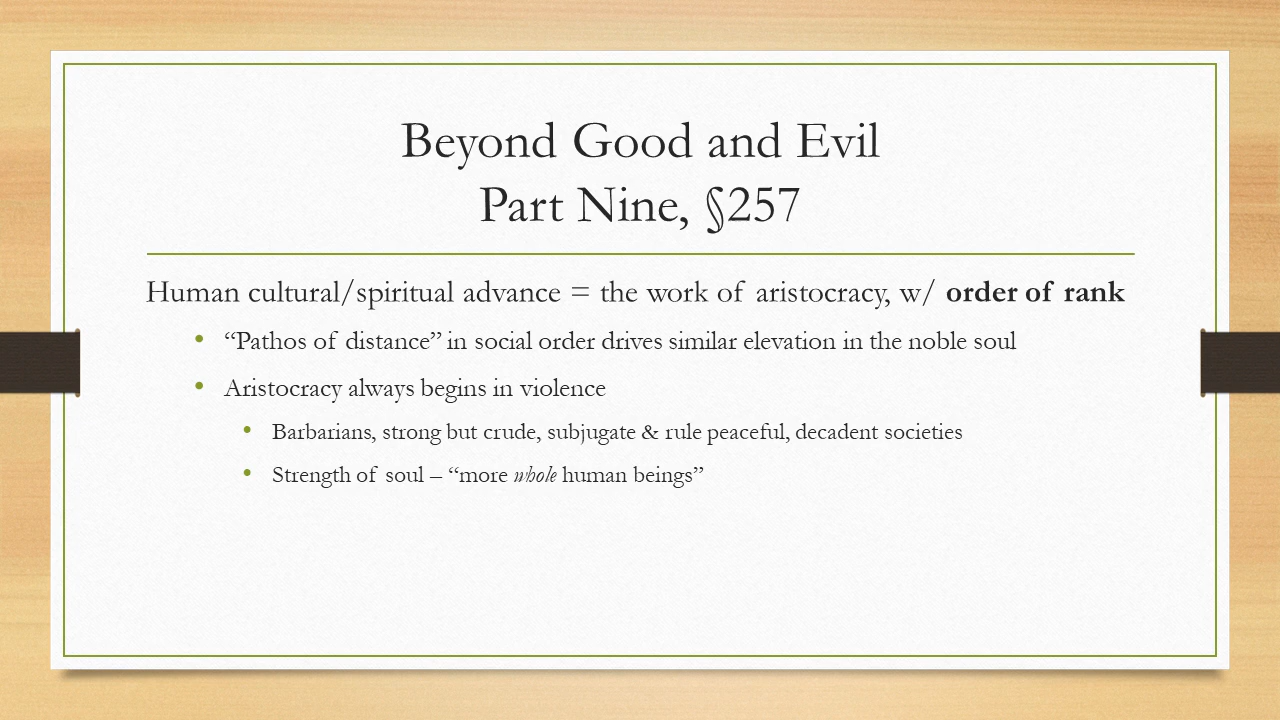 Beyond Good and Evil
Part Nine, §257
Human cultural/spiritual advance = the work of aristocracy, w/ order of rank
• “Pathos of distance” in social order drives similar elevation in the noble soul
• Aristocracy always begins in violence
• Barbarians, strong but crude, subjugate & rule peaceful, decadent societies
• Strength of soul – “more whole human beings”